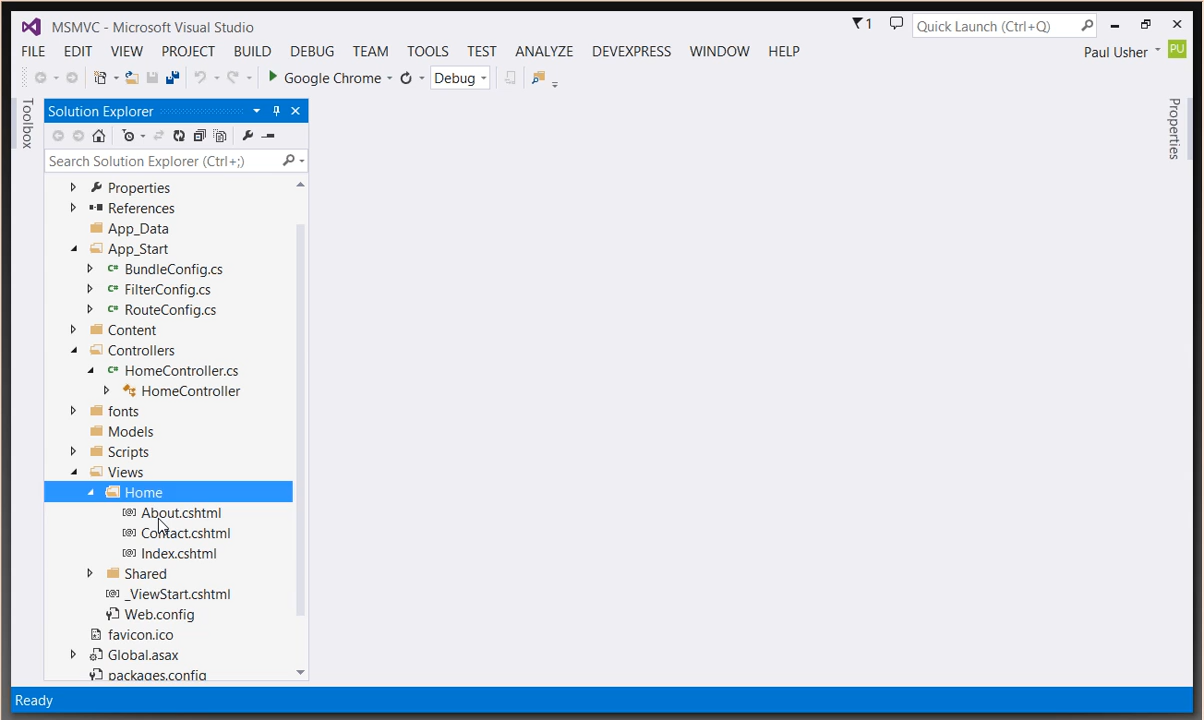 MSMVC - Microsoft Visual Studio
1
Quick Launch (Ctrl+Q)
FILE EDIT VIEW PROJECT BUILD DEBUG TEAM TOOLS TEST ANALYZE DEVEXPRESS WINDOW HELP
Paul Usher PU
Google Chrome Debug
Toolbox
Solution Explorer
Search Solution Explorer (Ctrl+;)
Properties
References
App_Data
App_Start
C# BundleConfig.cs
C# FilterConfig.cs
C# RouteConfig.cs
Content
Controllers
C# HomeController.cs
HomeController
fonts
Models
Scripts
Views
Home
[@] About.cshtml
[@] Contact.cshtml
[@] Index.cshtml
Shared
[@] _ViewStart.cshtml
Web.config
favicon.ico
Global.asax
packages.config
Properties
Ready